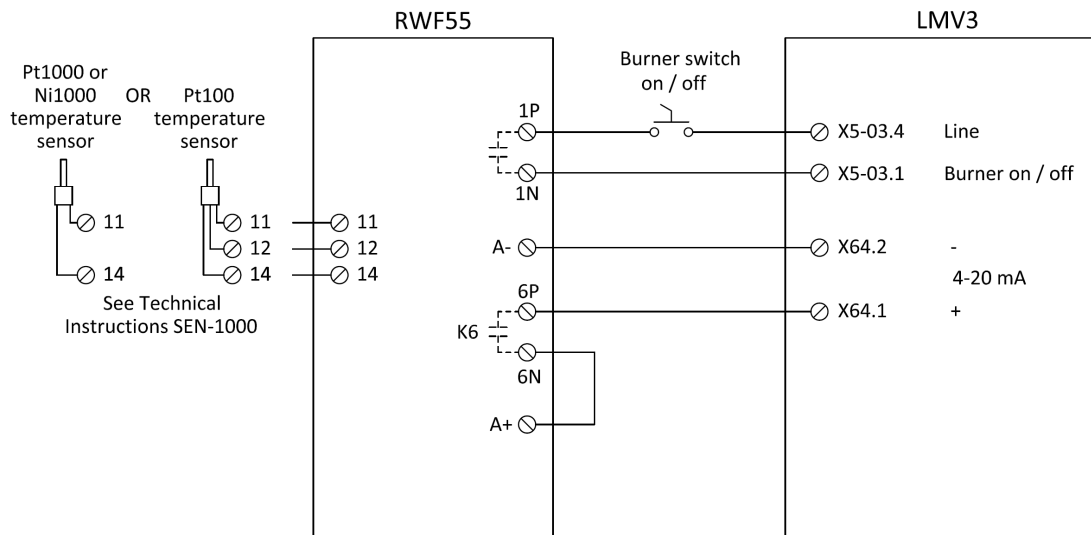 RWF55
LMV3
Pt1000 or
Ni1000
temperature
sensor
OR
Pt100
temperature
sensor
11
14
11
12
14
See Technical
Instructions SEN-1000
11
12
14
1P
1N
A-
6P
K6
6N
A+
Burner switch
on / off
X5-03.4 Line
X5-03.1 Burner on / off
X64.2 -
4-20 mA
X64.1 +